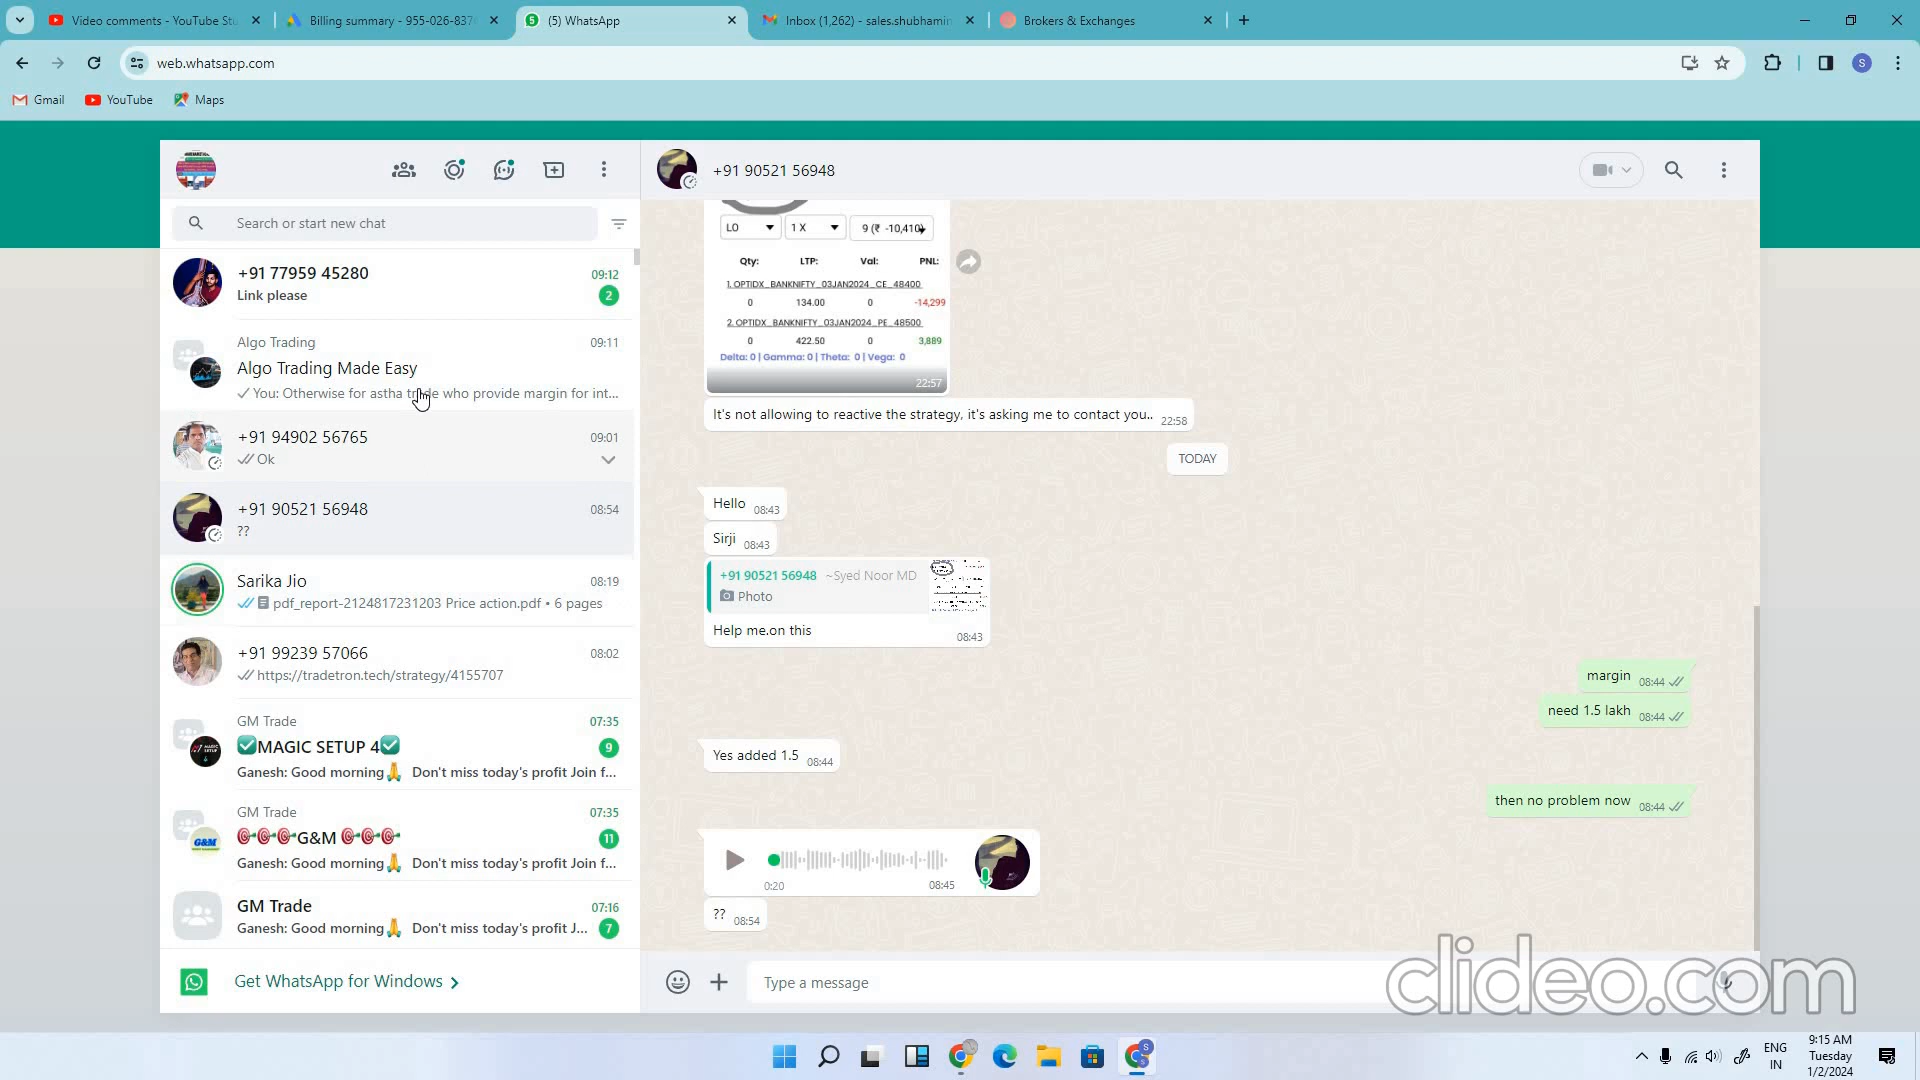 Video comments - YouTube Stu
Billing summary - 955-026-837
(5) WhatsApp
Inbox (1,262) - sales.shubhamin
Brokers & Exchanges
web.whatsapp.com
S
Gmail
YouTube
Maps
Search or start new chat
+91 77959 45280
09:12
Link please
2
Algo Trading
09:11
Algo Trading Made Easy
You: Otherwise for astha trade who provide margin for int...
+91 94902 56765
09:01
Ok
+91 90521 56948
08:54
??
Sarika Jio
08:19
pdf_report-2124817231203 Price action.pdf • 6 pages
+91 99239 57066
08:02
https://tradetron.tech/strategy/4155707
GM Trade
07:35
✅MAGIC SETUP 4✅
9
Ganesh: Good morning🙏 Don't miss today's profit Join f...
GM Trade
07:35
🎯🎯🎯G&M 🎯🎯🎯
11
Ganesh: Good morning🙏 Don't miss today's profit Join f...
GM Trade
07:16
Ganesh: Good morning🙏 Don't miss today's profit J...
7
Get WhatsApp for Windows
+91 90521 56948
LO
1 X
9 (₹ -10,410)
Qty: LTP: Val: PNL:
1. OPTIDX_BANKNIFTY_03JAN2024_CE_48400
0 134.00 0 -14,299
2. OPTIDX_BANKNIFTY_03JAN2024_PE_48500
0 422.50 0 3,889
Delta: 0 | Gamma: 0 | Theta: 0 | Vega: 0
22:57
It's not allowing to reactive the strategy, it's asking me to contact you.. 22:58
TODAY
Hello 08:43
Sirji 08:43
+91 90521 56948 ~Syed Noor MD
Photo
Help me.on this 08:43
margin 08:44
need 1.5 lakh 08:44
Yes added 1.5 08:44
then no problem now 08:44
0:20 08:45
?? 08:54
Type a message
clideo.com
ENG
IN
9:15 AM
Tuesday
1/2/2024